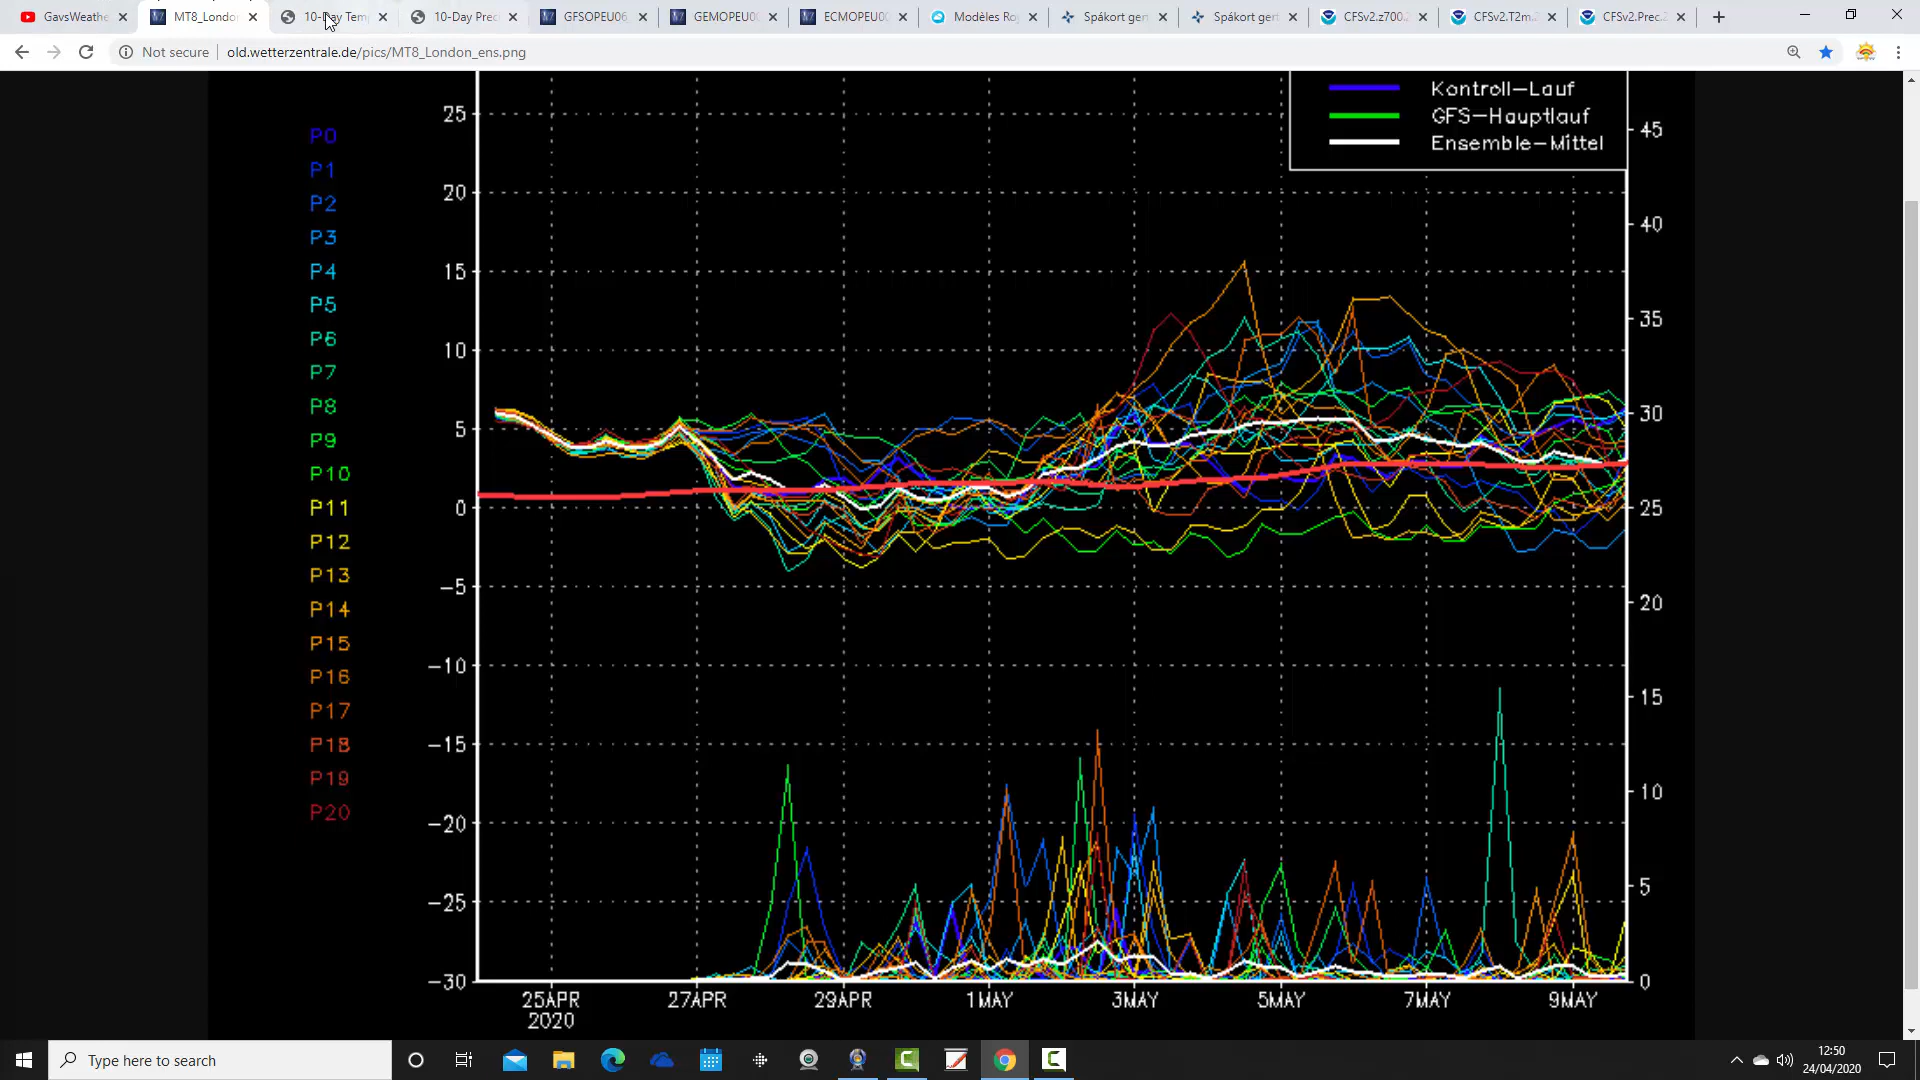 GavsWeathe
MT8_Londo
10-Day Temp
10-Day Prec
GFSOPEU06
GEMOPEU00
ECMOPEU00
Modèles Ro
Spákort ger
Spákort ger
CFSv2.z700.
CFSv2.T2m.
CFSv2.Prec.
Not secure
old.wetterzentrale.de/pics/MT8_London_ens.png
Kontroll-Lauf
GFS-Hauptlauf
Ensemble-Mittel
P0
P1
P2
P3
P4
P5
P6
P7
P8
P9
P10
P11
P12
P13
P14
P15
P16
P17
P18
P19
P20
25
20
15
10
5
0
-5
-10
-15
-20
-25
-30
45
40
35
30
25
20
15
10
5
0
25APR 27APR 29APR 1MAY 3MAY 5MAY 7MAY 9MAY
2020
Type here to search
12:50
24/04/2020